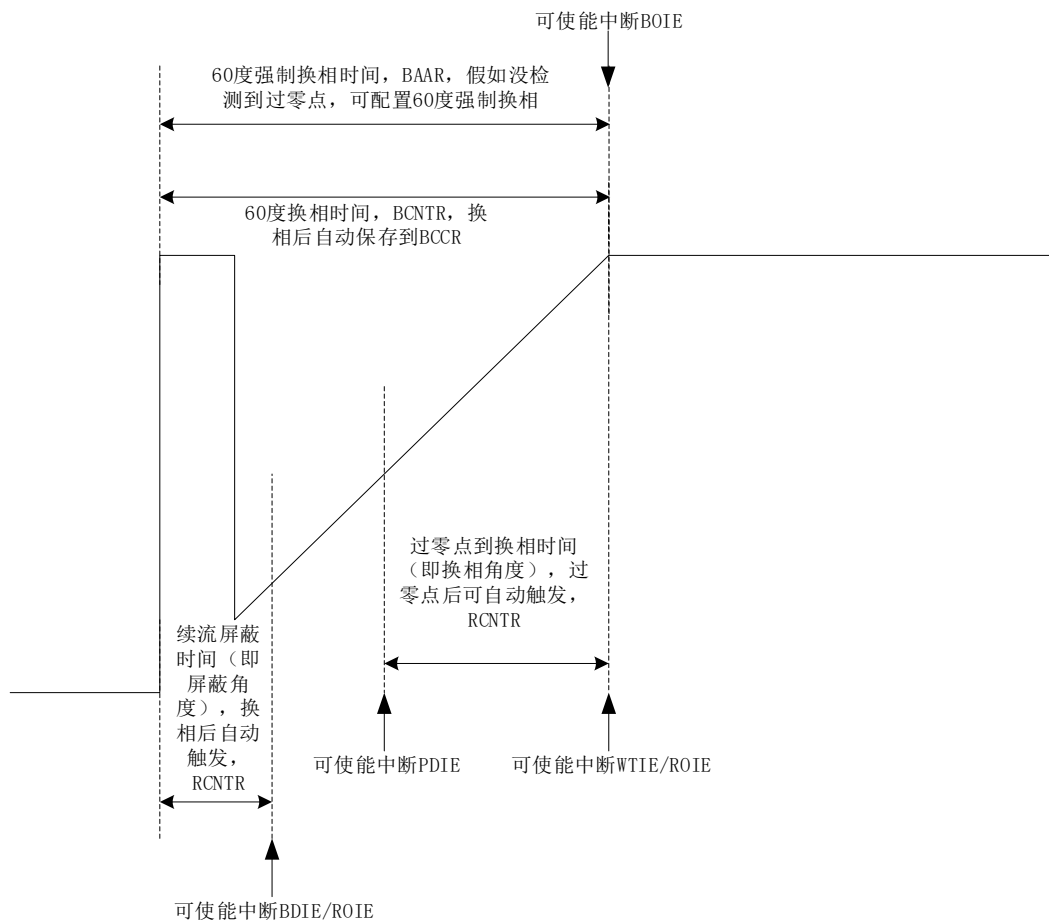 可使能中断BOIE
60度强制换相时间，BAAR，假如没检
测到过零点，可配置60度强制换相
60度换相时间，BCNTR，换
相后自动保存到BCCR
过零点到换相时间
（即换相角度），过
零点后可自动触发，
RCNTR
续流屏蔽
时间（即
屏蔽角
度），换
相后自动
触发，
RCNTR
可使能中断PDIE
可使能中断WTIE/ROIE
可使能中断BDIE/ROIE